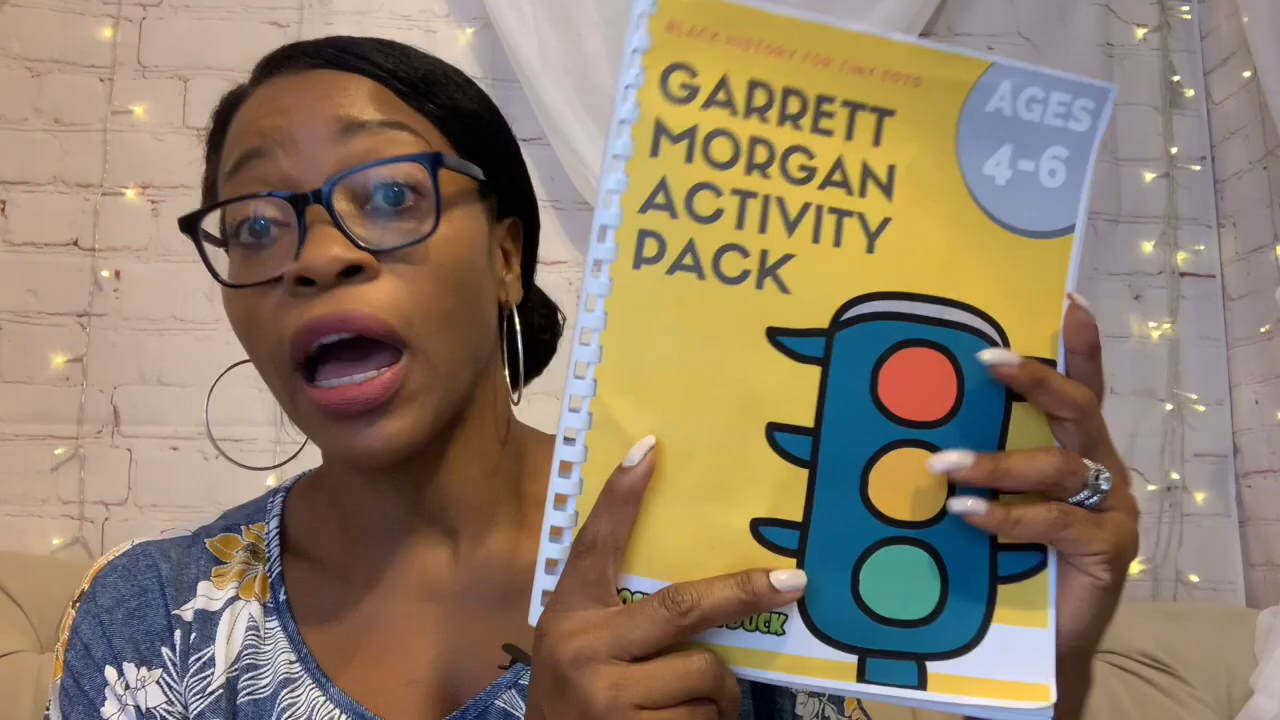 BLACK HISTORY FOR TINY TOTS
GARRETT
MORGAN
ACTIVITY
PACK
AGES
4-6